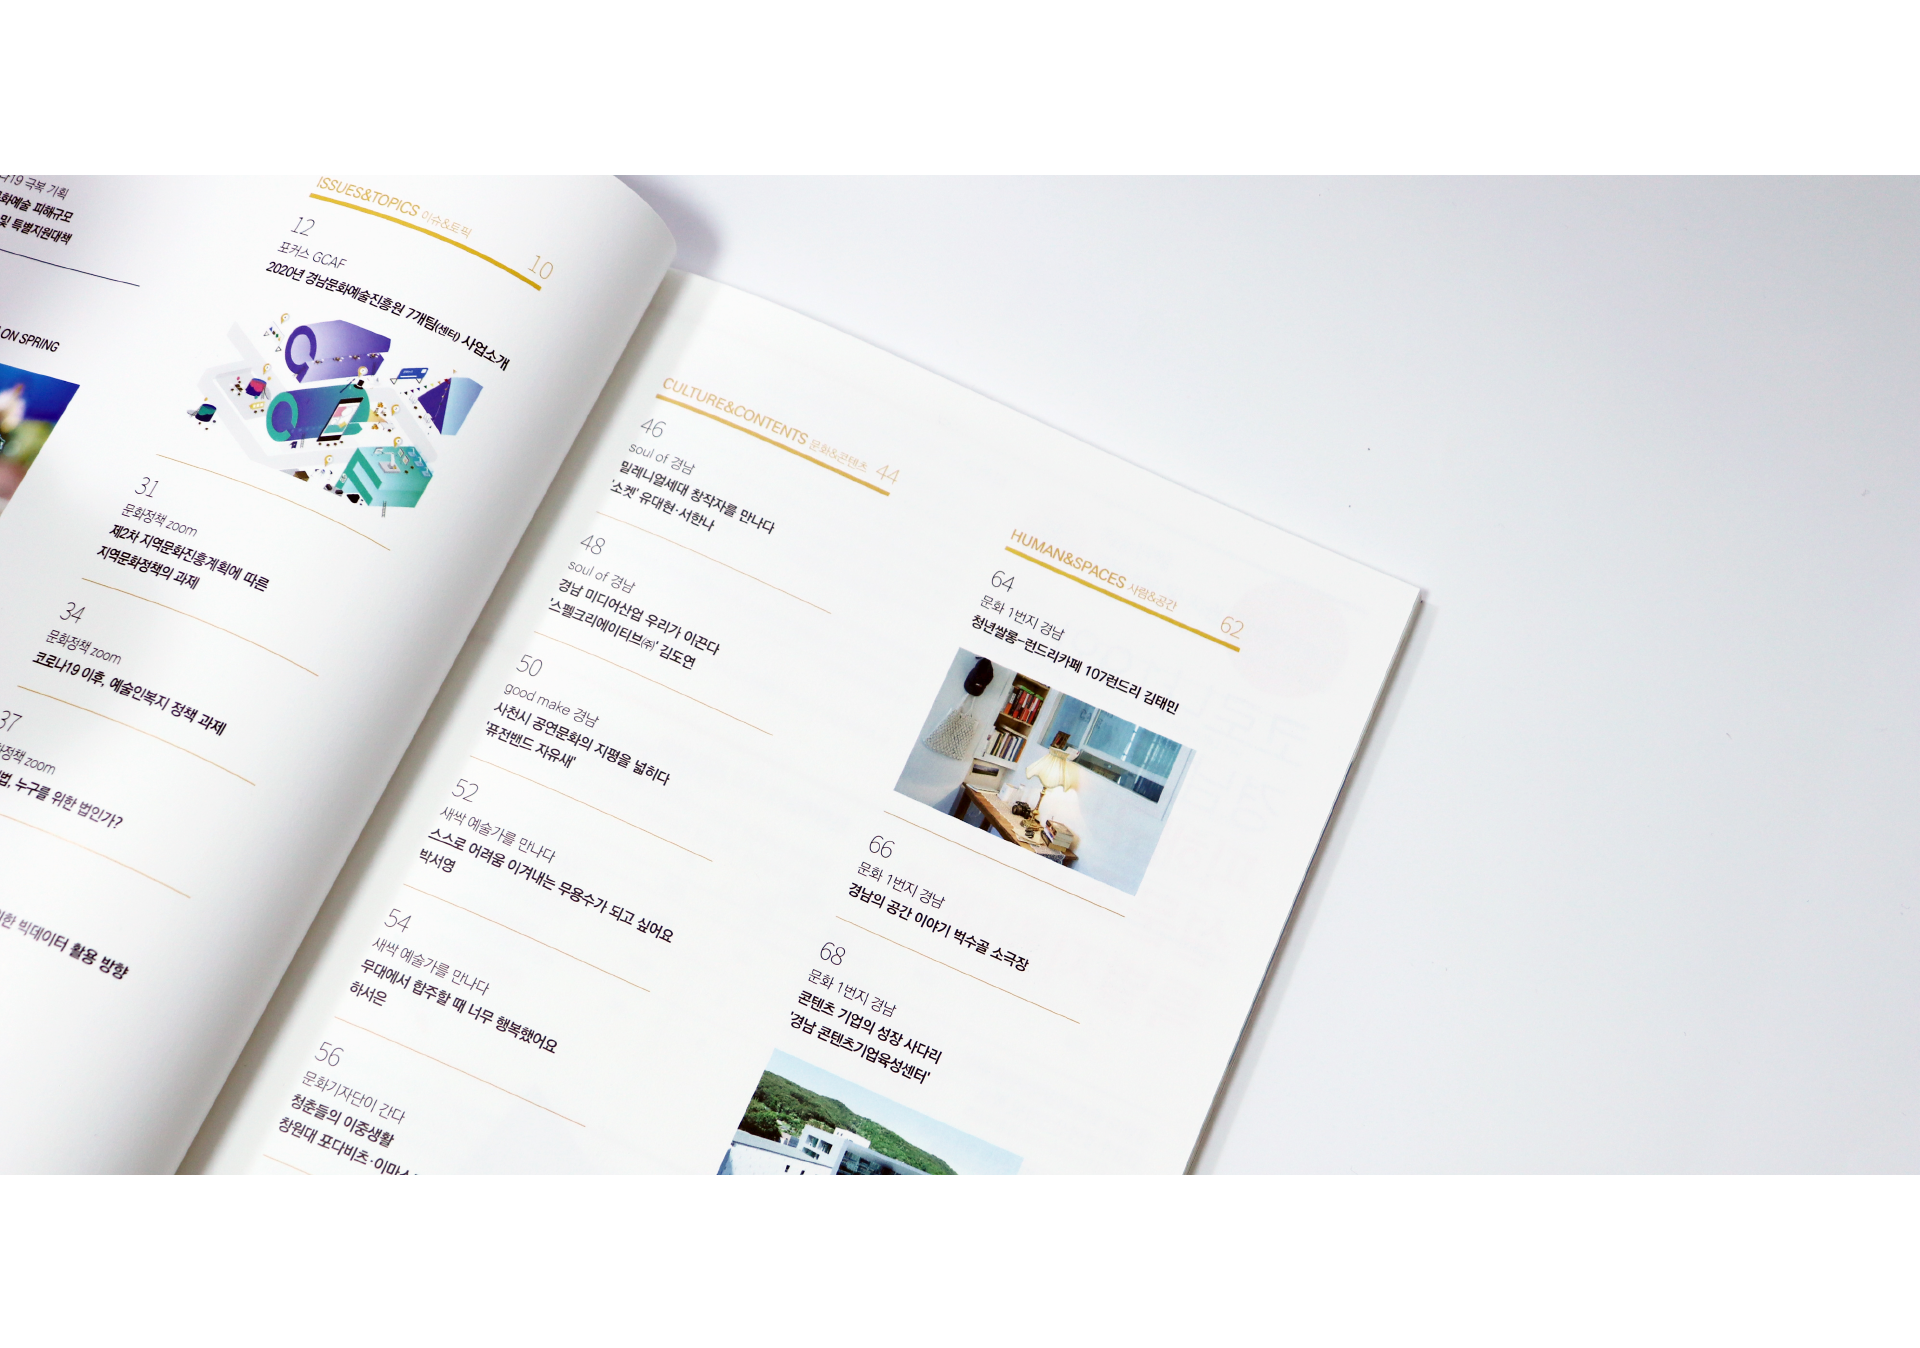 19 극복 기획
화예술 피해규모
및 특별지원대책
ON SPRING
ISSUES&TOPICS 이슈&토픽 10
12
포커스 GCAF
2020년 경남문화예술진흥원 7개팀(센터) 사업소개
31
문화정책 zoom
제2차 지역문화진흥계획에 따른
지역문화정책의 과제
34
문화정책 zoom
코로나19 이후, 예술인복지 정책 과제
37
화정책 zoom
법, 누구를 위한 법인가?
위한 빅데이터 활용 방향
CULTURE&CONTENTS 문화&콘텐츠 44
46
soul of 경남
밀레니얼세대 창작자를 만나다
'소켓' 유대현·서한나
48
soul of 경남
경남 미디어산업 우리가 이끈다
'스펠크리에이티브㈜' 김도연
50
good make 경남
사천시 공연문화의 지평을 넓히다
'퓨전밴드 자유새'
52
새싹 예술가를 만나다
스스로 어려움 이겨내는 무용수가 되고 싶어요
박서영
54
새싹 예술가를 만나다
무대에서 합주할 때 너무 행복했어요
하서은
56
문화기자단이 간다
청춘들의 이중생활
창원대 포다비츠·이마
HUMAN&SPACES 사람&공간 62
64
문화 1번지 경남
청년쌀롱-런드리카페 107런드리 김태민
66
문화 1번지 경남
경남의 공간 이야기 벅수골 소극장
68
문화 1번지 경남
콘텐츠 기업의 성장 사다리
'경남 콘텐츠기업육성센터'